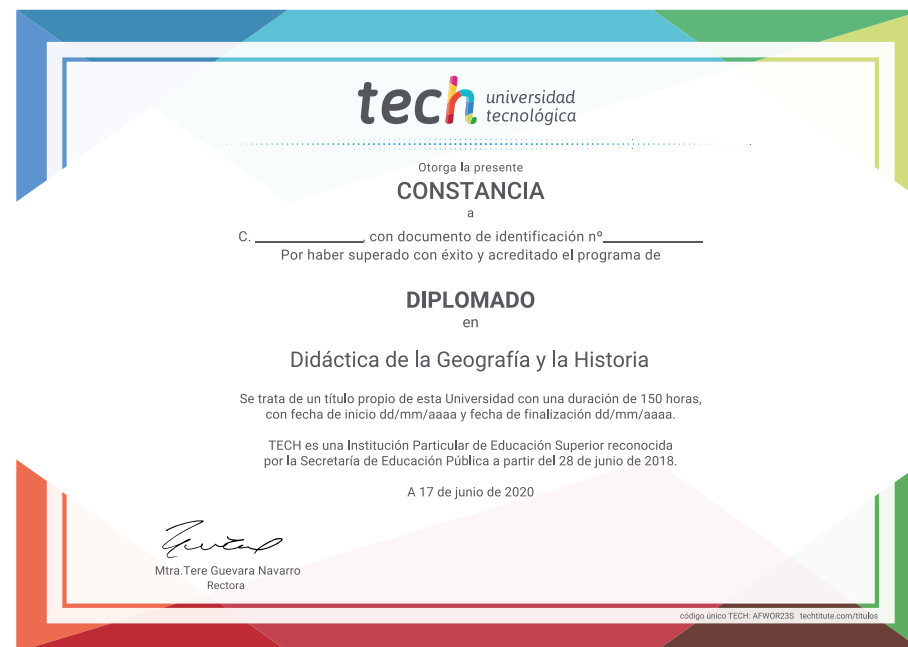 tech universidad
tecnológica
Otorga la presente
CONSTANCIA
a
C. ______________, con documento de identificación nº_____________
Por haber superado con éxito y acreditado el programa de
DIPLOMADO
en
Didáctica de la Geografía y la Historia
Se trata de un título propio de esta Universidad con una duración de 150 horas,
con fecha de inicio dd/mm/aaaa y fecha de finalización dd/mm/aaaa.
TECH es una Institución Particular de Educación Superior reconocida
por la Secretaría de Educación Pública a partir del 28 de junio de 2018.
A 17 de junio de 2020
Mtra.Tere Guevara Navarro
Rectora
código único TECH: AFWOR23S techtitute.com/titulos